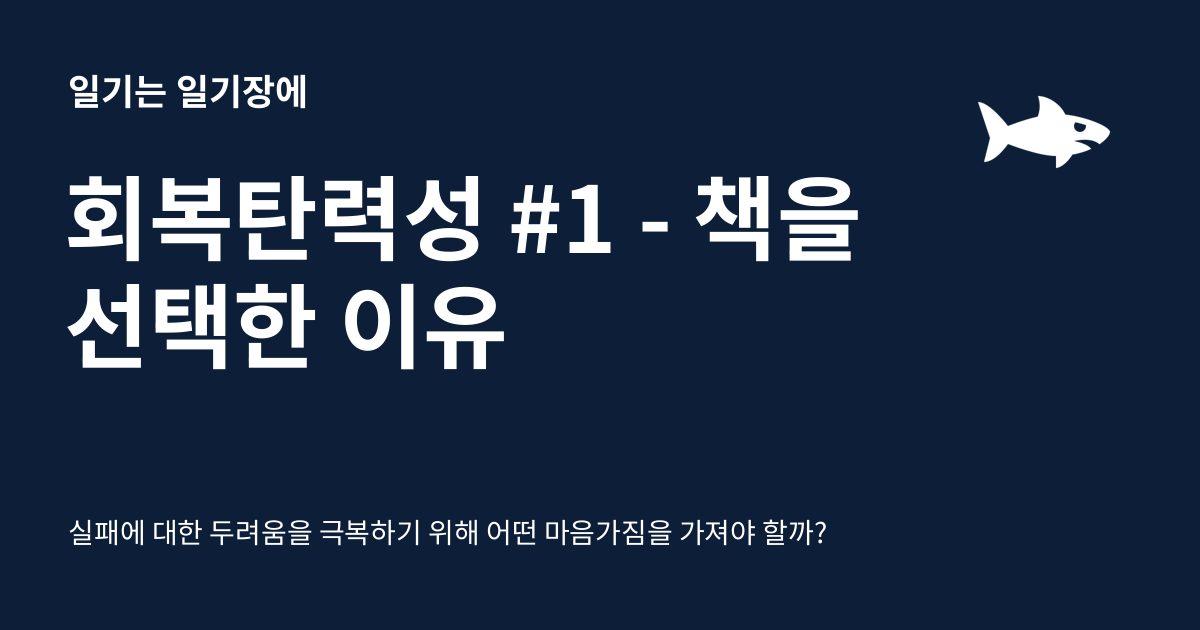 일기는 일기장에
회복탄력성 #1 - 책을
선택한 이유
실패에 대한 두려움을 극복하기 위해 어떤 마음가짐을 가져야 할까?